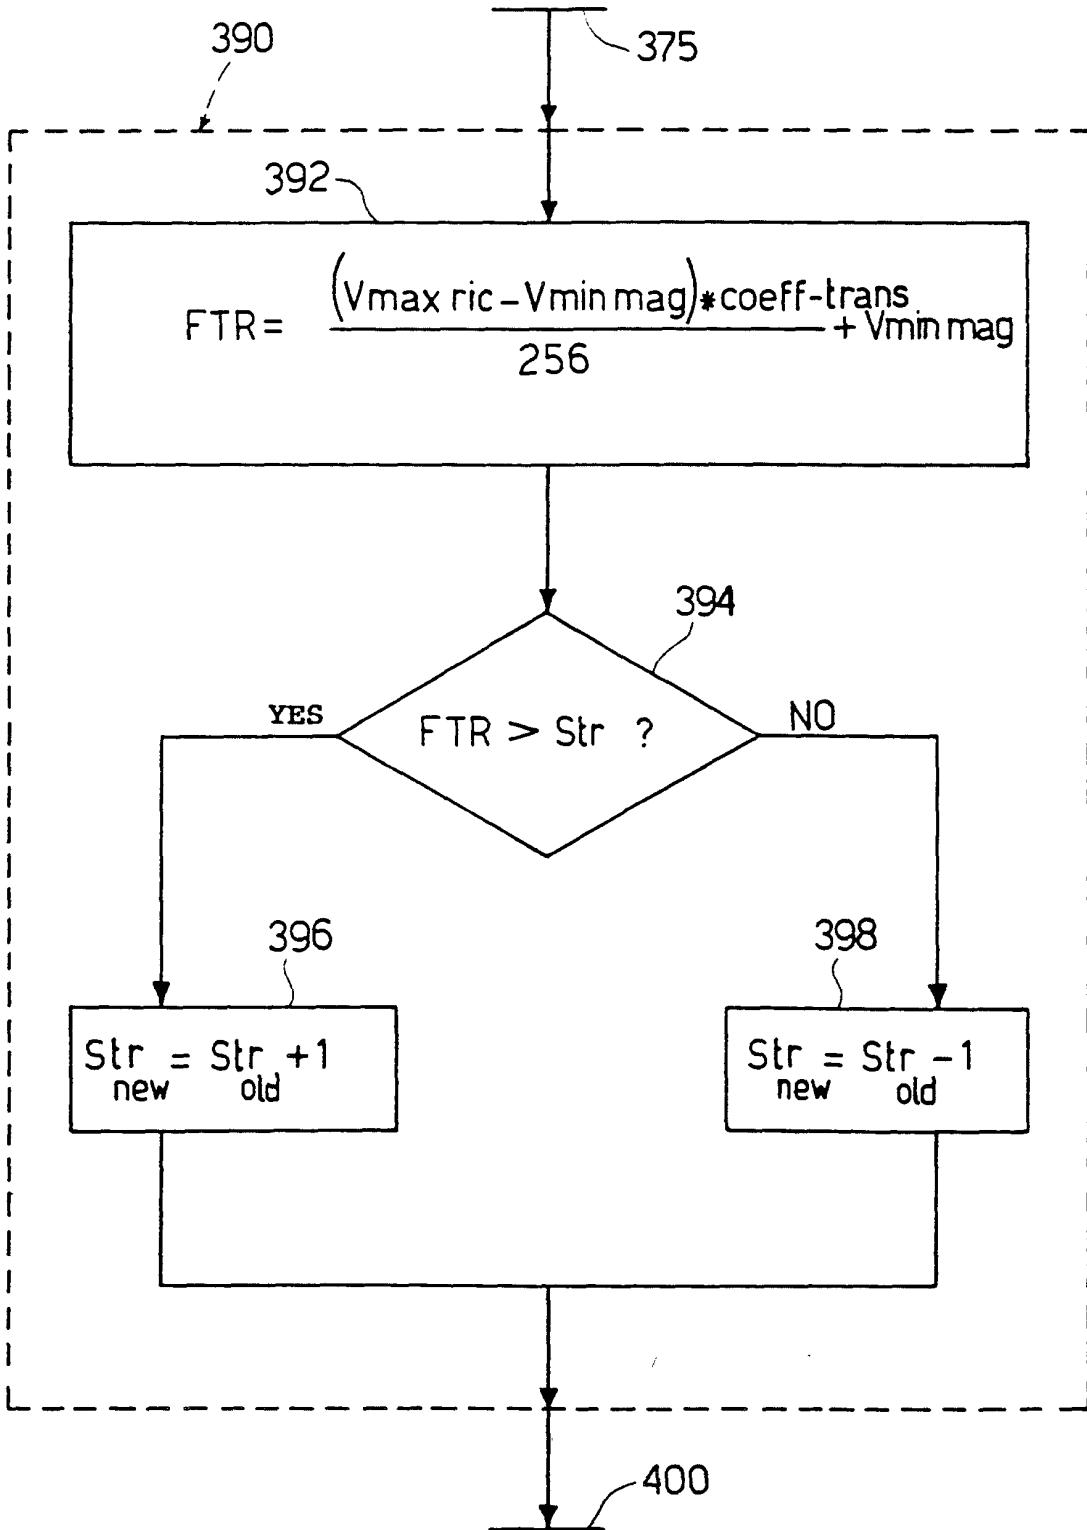 390
375
392
(Vmax ric - Vmin mag) * coeff-trans
FTR = + Vmin mag
256
394
YES
FTR > Str ?
NO
396
398
Str = Str + 1
new old
Str = Str - 1
new old
400